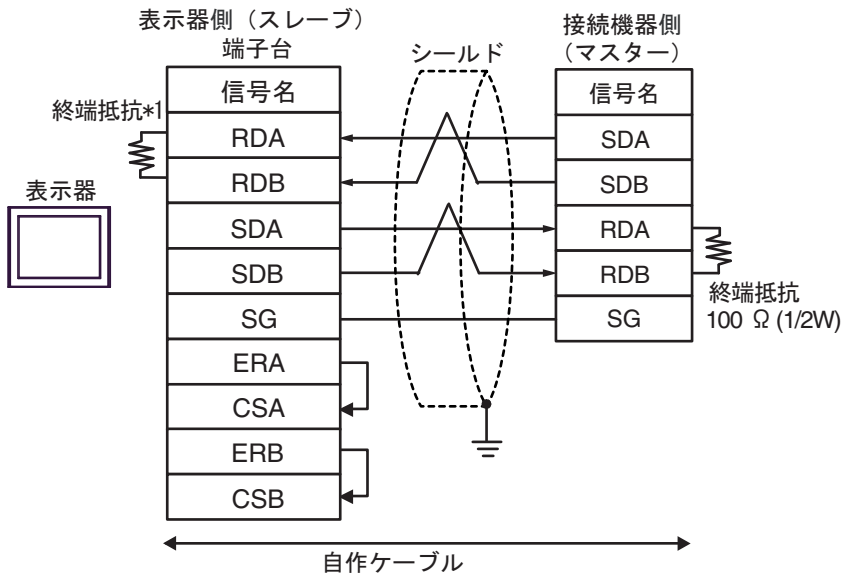 表示器側（スレーブ）
端子台
シールド
接続機器側
（マスター）
終端抵抗*1
表示器
信号名
RDA
RDB
SDA
SDB
SG
ERA
CSA
ERB
CSB
信号名
SDA
SDB
RDA
RDB
SG
終端抵抗
100 Ω (1/2W)
自作ケーブル